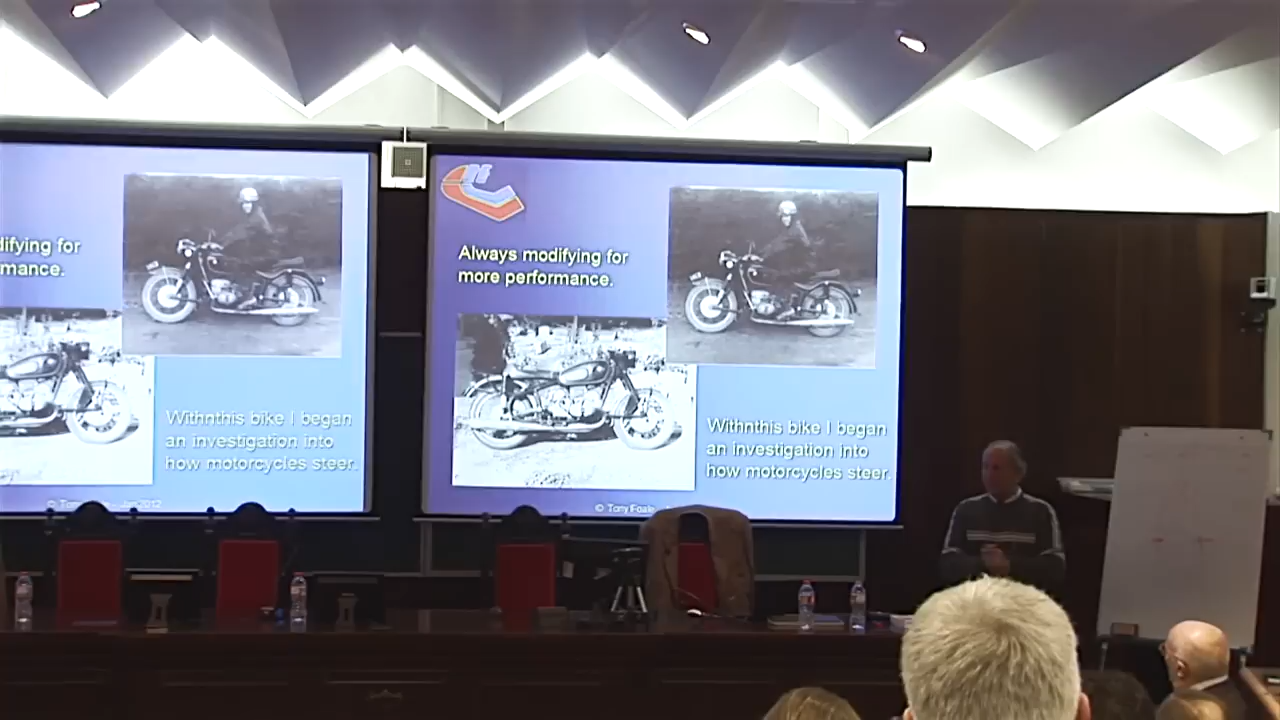 difying for
mance.
Withnthis bike I began
an investigation into
how motorcycles steer.
Always modifying for
more performance.
Withnthis bike I began
an investigation into
how motorcycles steer.
© Tony Foale